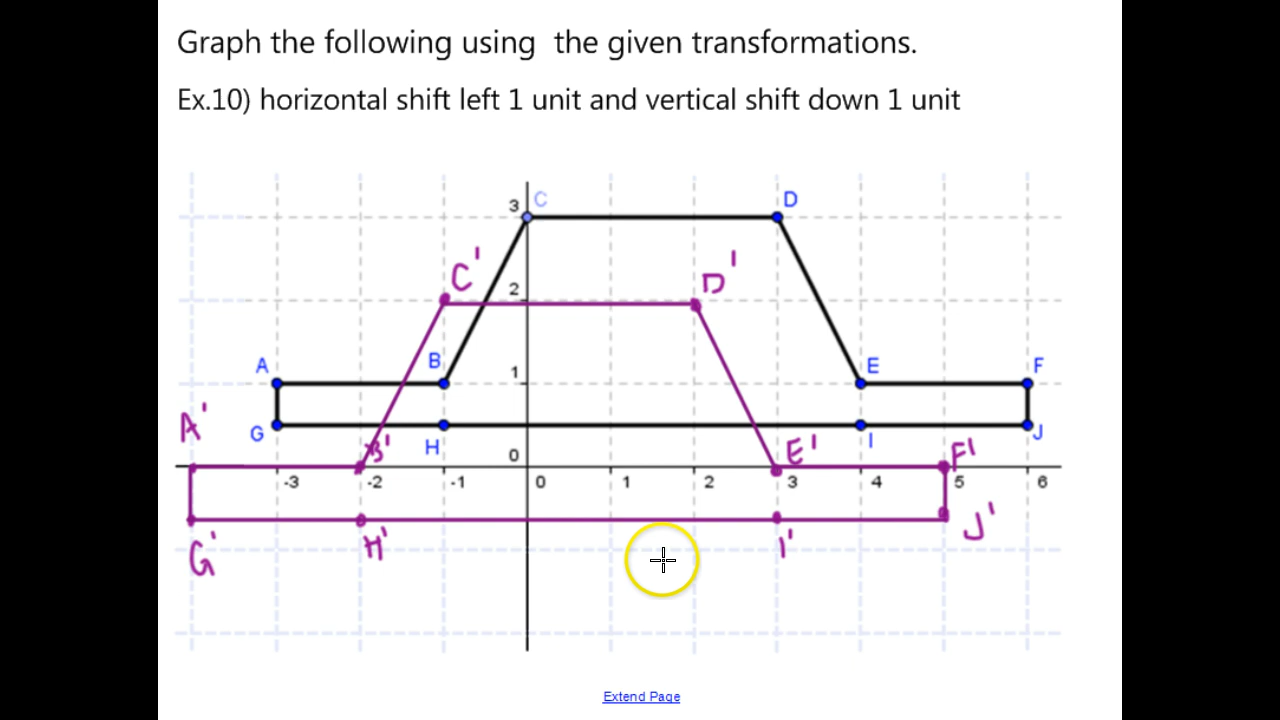 Graph the following using the given transformations.
Ex.10) horizontal shift left 1 unit and vertical shift down 1 unit
3 C D
C' D'
2
A B 1 E F
A' G B' H 0 E' I F' J
-3 -2 -1 0 1 2 3 4 5 6
G' H' I' J'
Extend Page